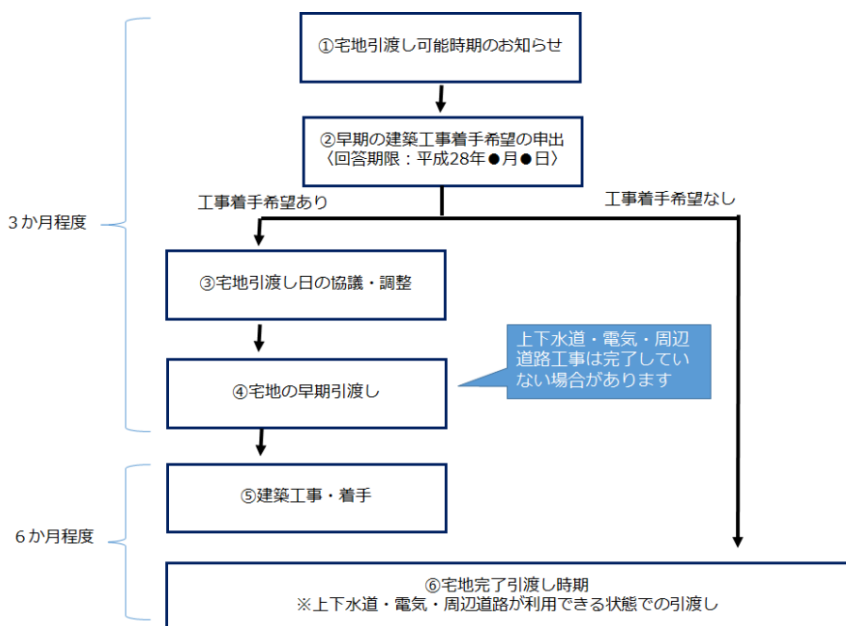 ①宅地引渡し可能時期のお知らせ
②早期の建築工事着手希望の申出
〈回答期限：平成28年●月●日〉
工事着手希望あり
工事着手希望なし
３か月程度
③宅地引渡し日の協議・調整
上下水道・電気・周辺
道路工事は完了してい
ない場合があります
④宅地の早期引渡し
⑤建築工事・着手
６か月程度
⑥宅地完了引渡し時期
※上下水道・電気・周辺道路が利用できる状態での引渡し